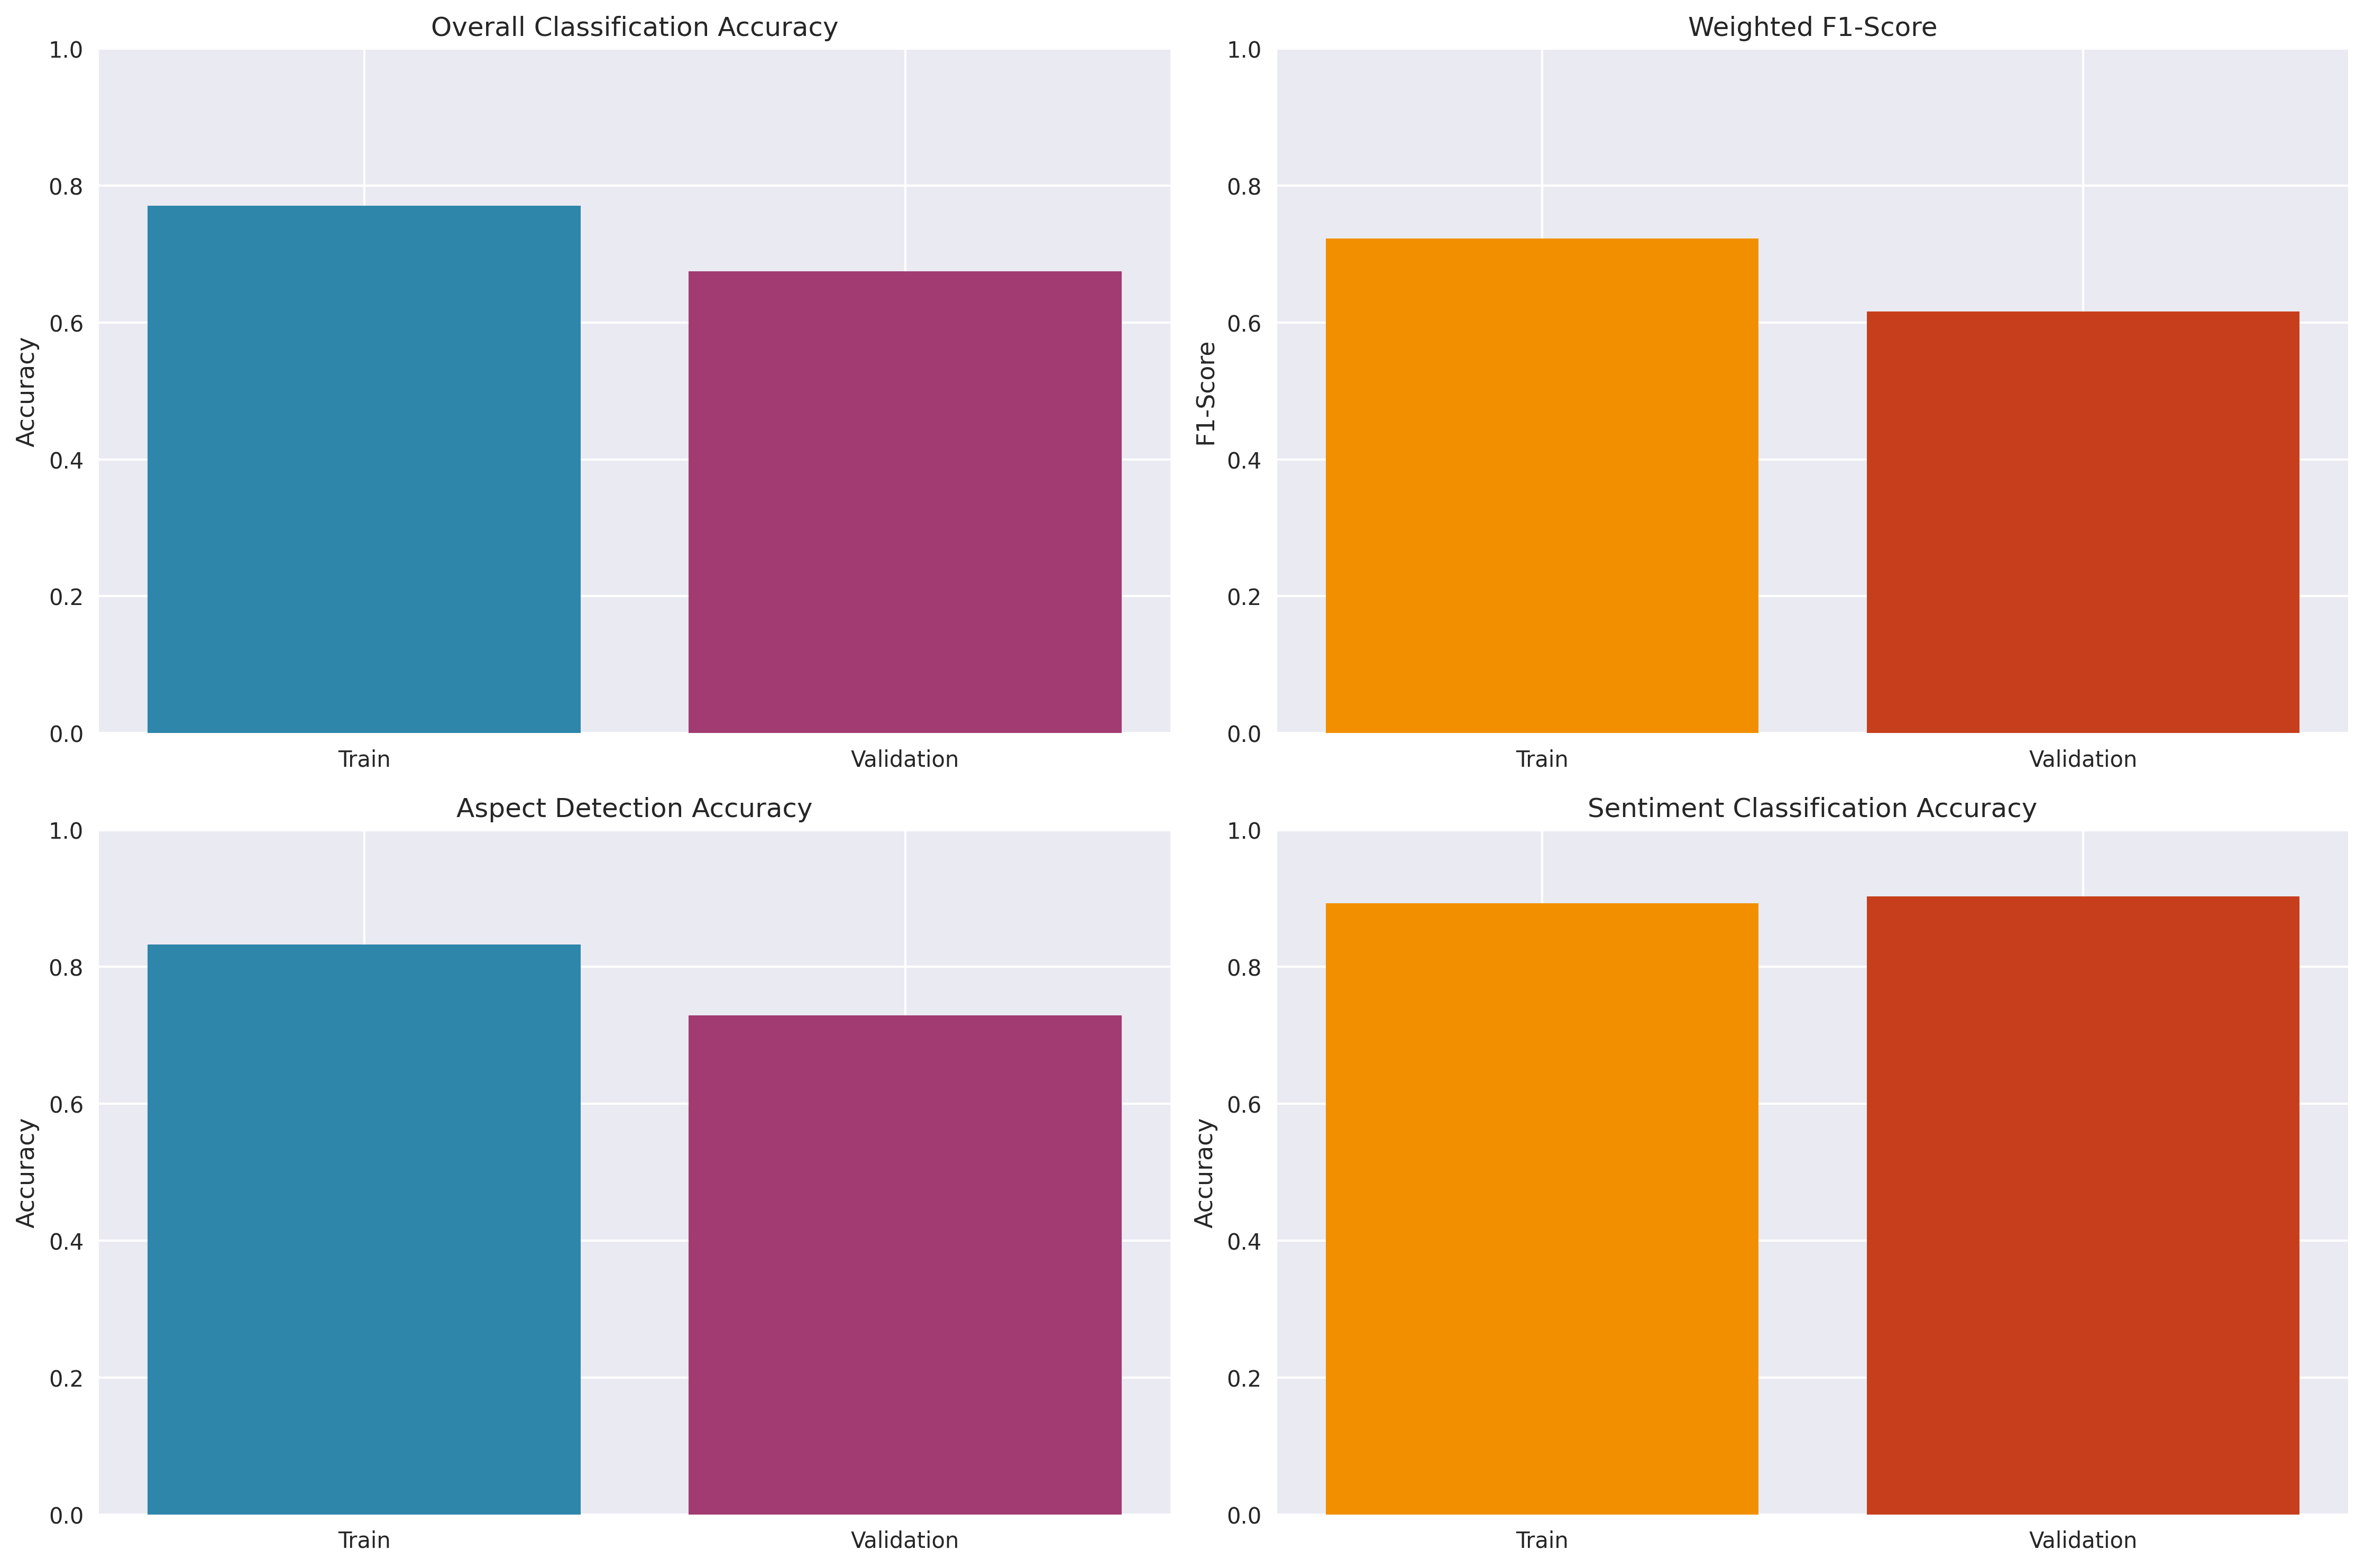 Overall Classification Accuracy
Accuracy
1.0
0.8
0.6
0.4
0.2
0.0
Train Validation
Weighted F1-Score
F1-Score
1.0
0.8
0.6
0.4
0.2
0.0
Train Validation
Aspect Detection Accuracy
Accuracy
1.0
0.8
0.6
0.4
0.2
0.0
Train Validation
Sentiment Classification Accuracy
Accuracy
1.0
0.8
0.6
0.4
0.2
0.0
Train Validation